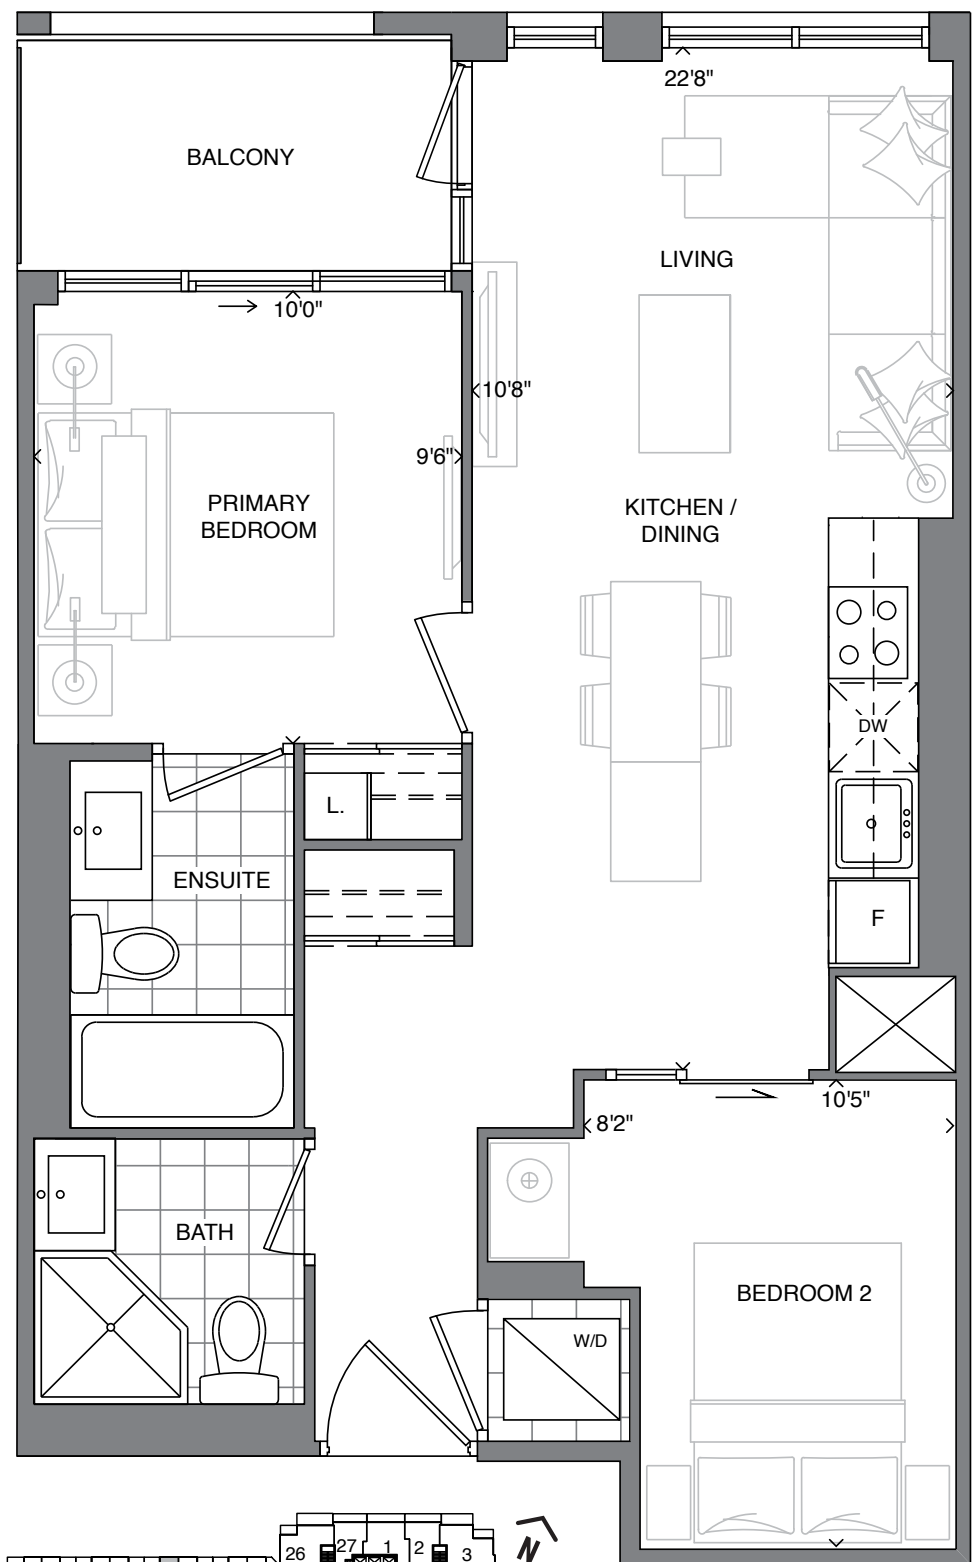 22'8"
BALCONY
LIVING
10'0"
10'8"
9'6"
PRIMARY
BEDROOM
KITCHEN /
DINING
DW
L.
ENSUITE
F
10'5"
8'2"
BATH
BEDROOM 2
W/D
26 27 1 2 3
N